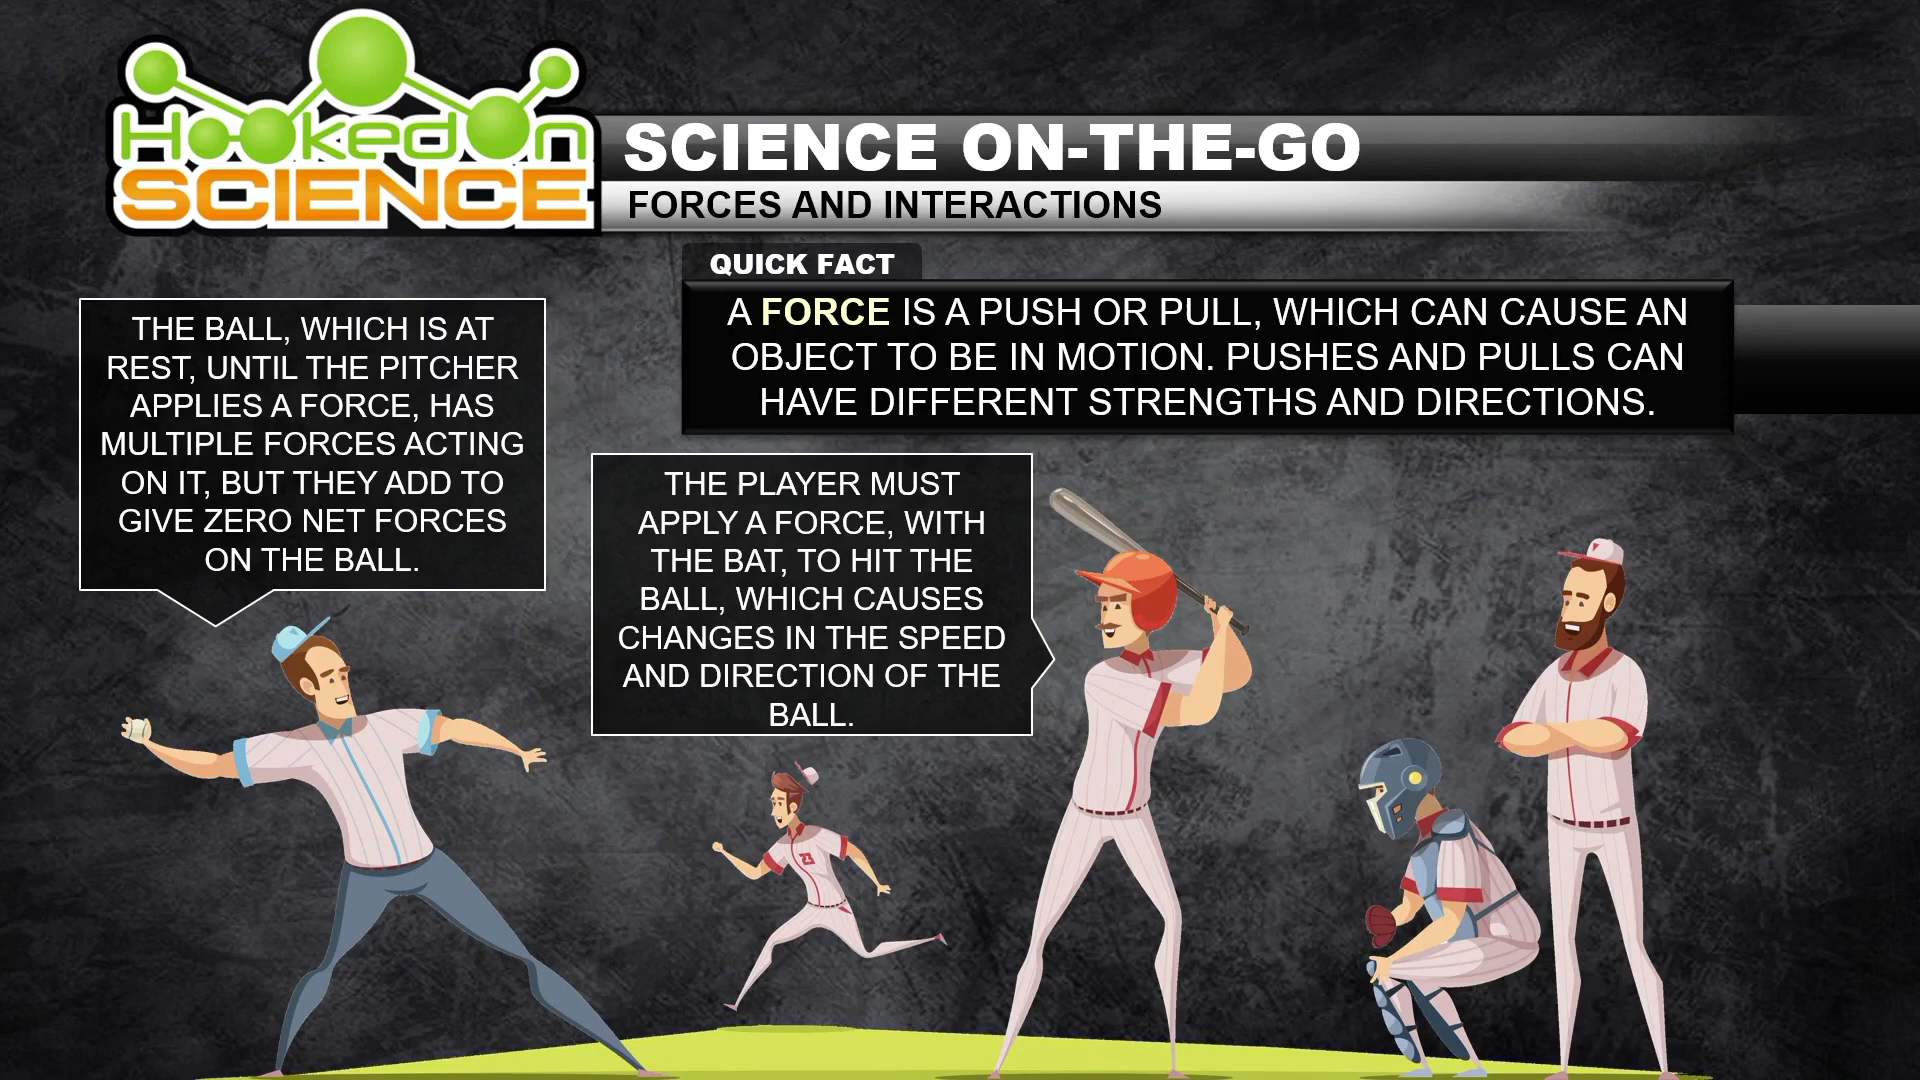 Hooked On
SCIENCE
SCIENCE ON-THE-GO
FORCES AND INTERACTIONS
QUICK FACT
A FORCE IS A PUSH OR PULL, WHICH CAN CAUSE AN
OBJECT TO BE IN MOTION. PUSHES AND PULLS CAN
HAVE DIFFERENT STRENGTHS AND DIRECTIONS.
THE BALL, WHICH IS AT
REST, UNTIL THE PITCHER
APPLIES A FORCE, HAS
MULTIPLE FORCES ACTING
ON IT, BUT THEY ADD TO
GIVE ZERO NET FORCES
ON THE BALL.
THE PLAYER MUST
APPLY A FORCE, WITH
THE BAT, TO HIT THE
BALL, WHICH CAUSES
CHANGES IN THE SPEED
AND DIRECTION OF THE
BALL.
23